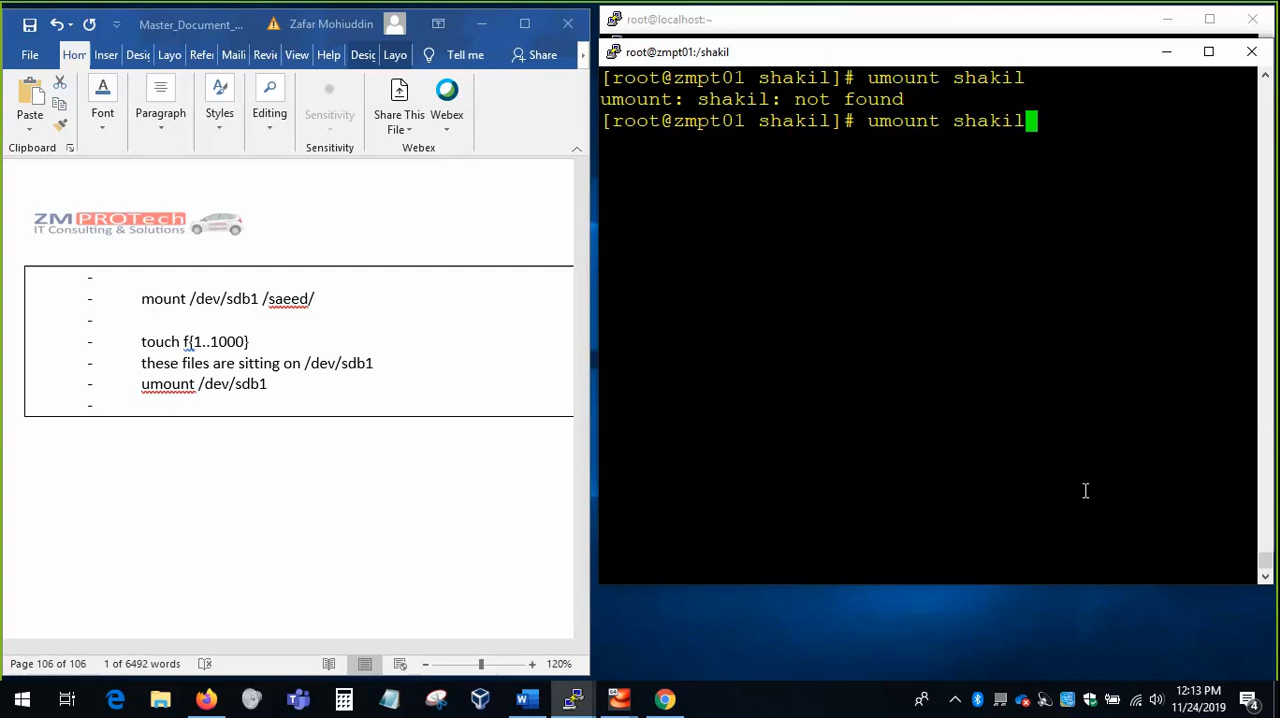 Master_Document_...
Zafar Mohiuddin
File
Hom
Inser
Desig
Layo
Refer
Maili
Revie
View
Help
Desig
Layo
Tell me
Share
Paste
Font
Paragraph
Styles
Editing
Sensitivity
Share This File
Webex
Clipboard
Sensitivity
Webex
ZM PROTech
IT Consulting & Solutions
-
- mount /dev/sdb1 /saeed/
-
- touch f{1..1000}
- these files are sitting on /dev/sdb1
- umount /dev/sdb1
-
Page 106 of 106
1 of 6492 words
120%
root@localhost:~
root@zmpt01:/shakil
[root@zmpt01 shakil]# umount shakil
umount: shakil: not found
[root@zmpt01 shakil]# umount shakil
12:13 PM
11/24/2019
4